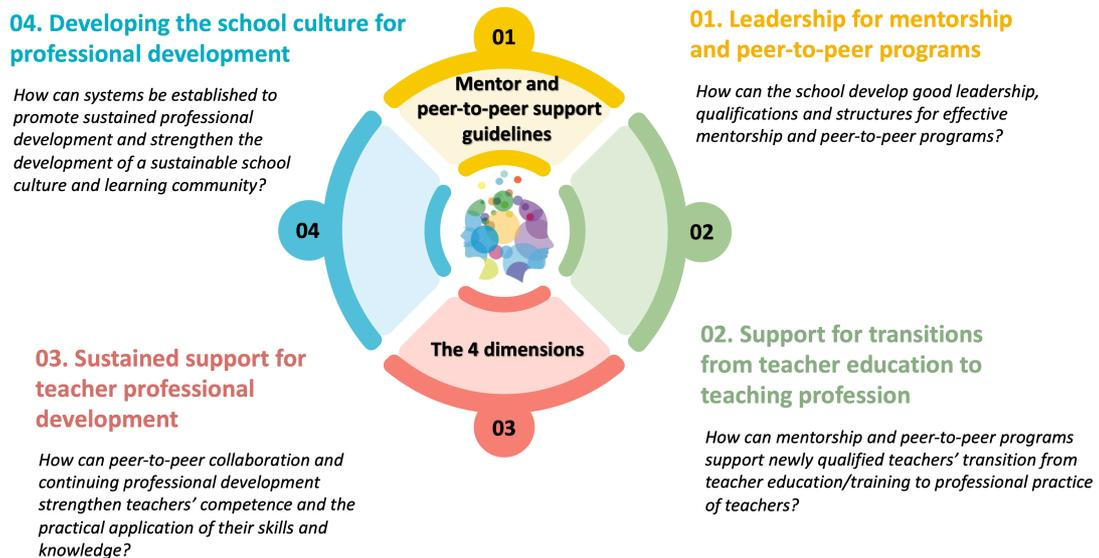 04. Developing the school culture for
professional development
How can systems be established to
promote sustained professional
development and strengthen the
development of a sustainable school
culture and learning community?
01
Mentor and
peer-to-peer support
guidelines
01. Leadership for mentorship
and peer-to-peer programs
How can the school develop good leadership,
qualifications and structures for effective
mentorship and peer-to-peer programs?
04
02
The 4 dimensions
03
03. Sustained support for
teacher professional
development
How can peer-to-peer collaboration and
continuing professional development
strengthen teachers’ competence and the
practical application of their skills and
knowledge?
02. Support for transitions
from teacher education to
teaching profession
How can mentorship and peer-to-peer programs
support newly qualified teachers’ transition from
teacher education/training to professional practice
of teachers?